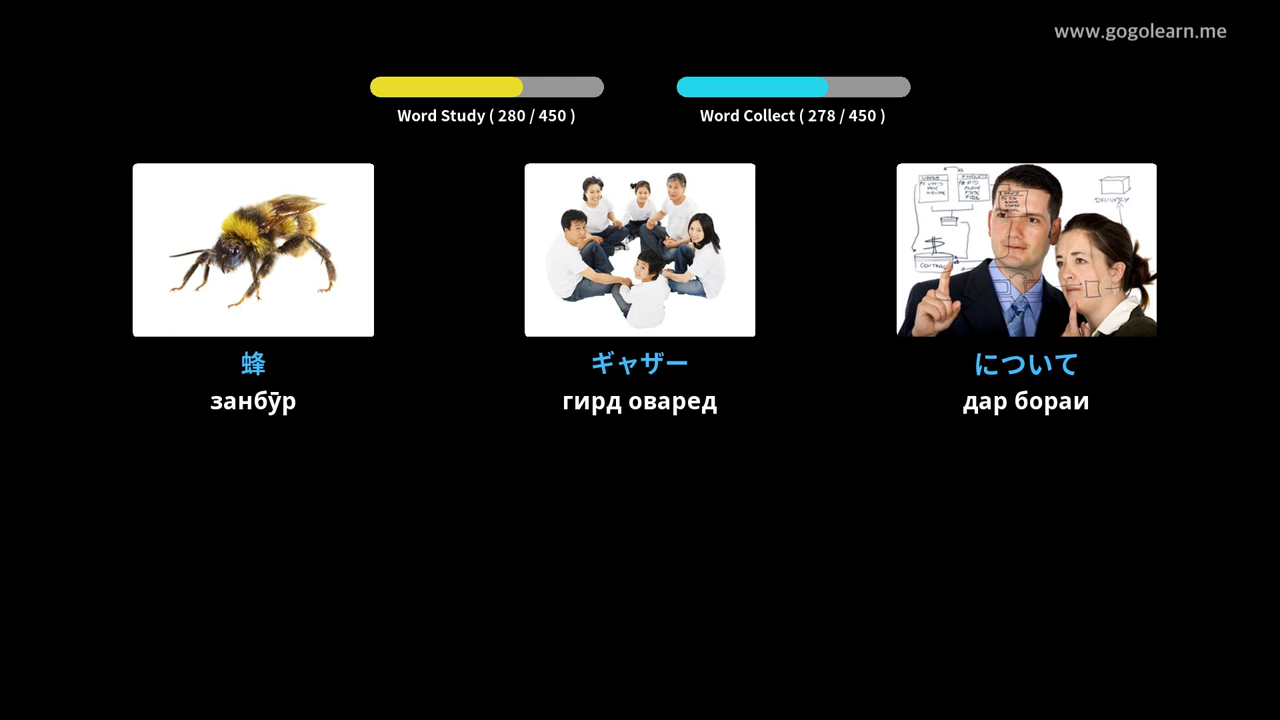 www.gogolearn.me
Word Study ( 280 / 450 )
Word Collect ( 278 / 450 )
DELIVERY
$
蜂
ギャザー
について
занбӯр
гирд оваред
дар бораи